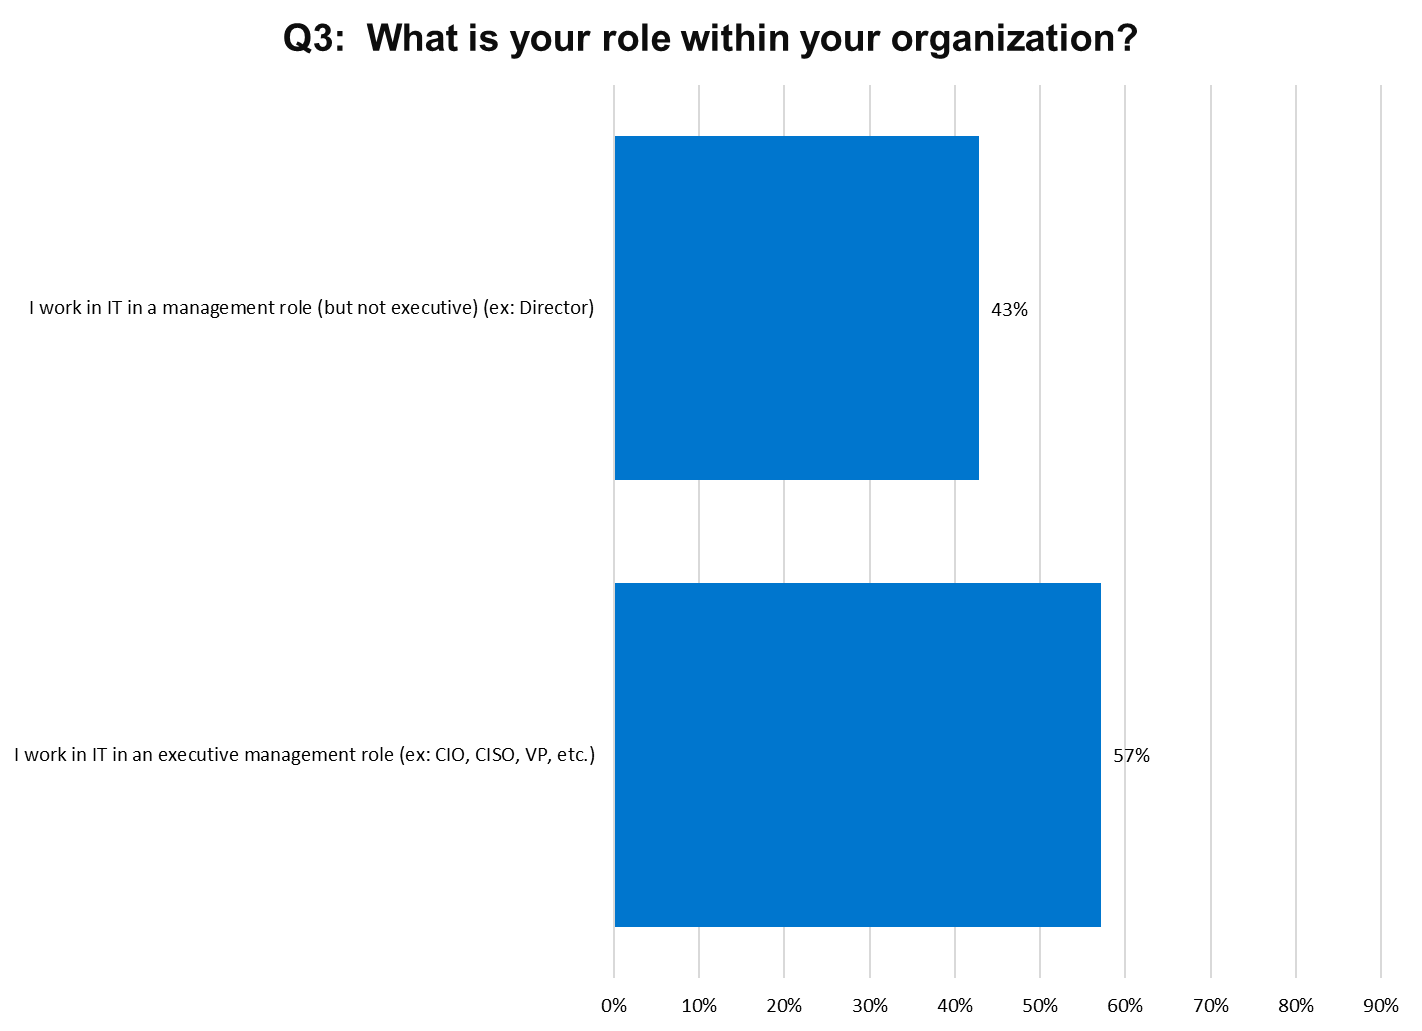 Q3:  What is your role within your organization?
I work in IT in a management role (but not executive) (ex: Director)
43%
I work in IT in an executive management role (ex: CIO, CISO, VP, etc.)
57%
0% 10% 20% 30% 40% 50% 60% 70% 80% 90%